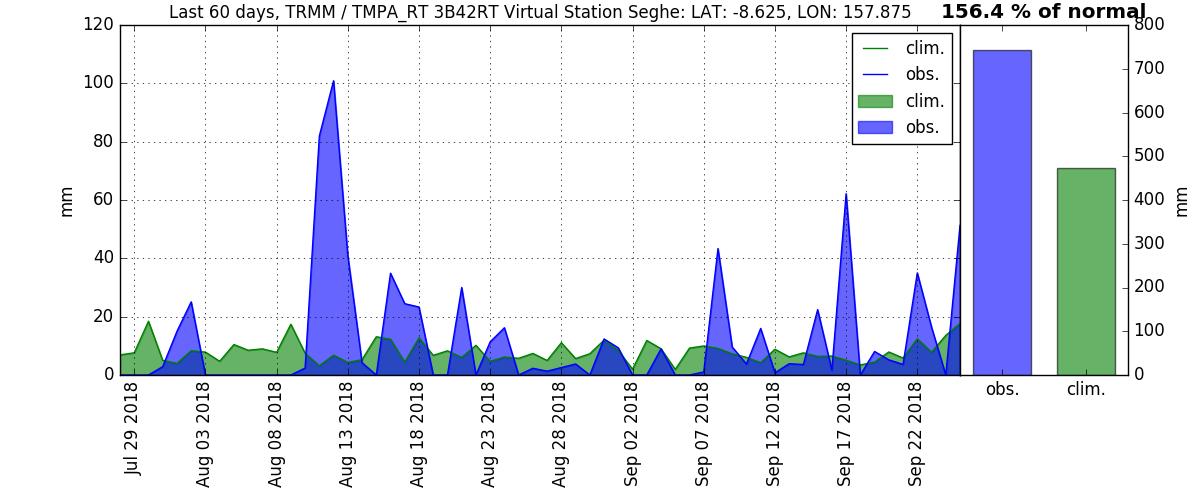 Last 60 days, TRMM / TMPA_RT 3B42RT Virtual Station Seghe: LAT: -8.625, LON: 157.875
156.4 % of normal
120
100
80
60
40
20
0
mm
clim.
obs.
clim.
obs.
800
700
600
500
400
300
200
100
0
mm
Jul 29 2018
Aug 03 2018
Aug 08 2018
Aug 13 2018
Aug 18 2018
Aug 23 2018
Aug 28 2018
Sep 02 2018
Sep 07 2018
Sep 12 2018
Sep 17 2018
Sep 22 2018
obs.
clim.